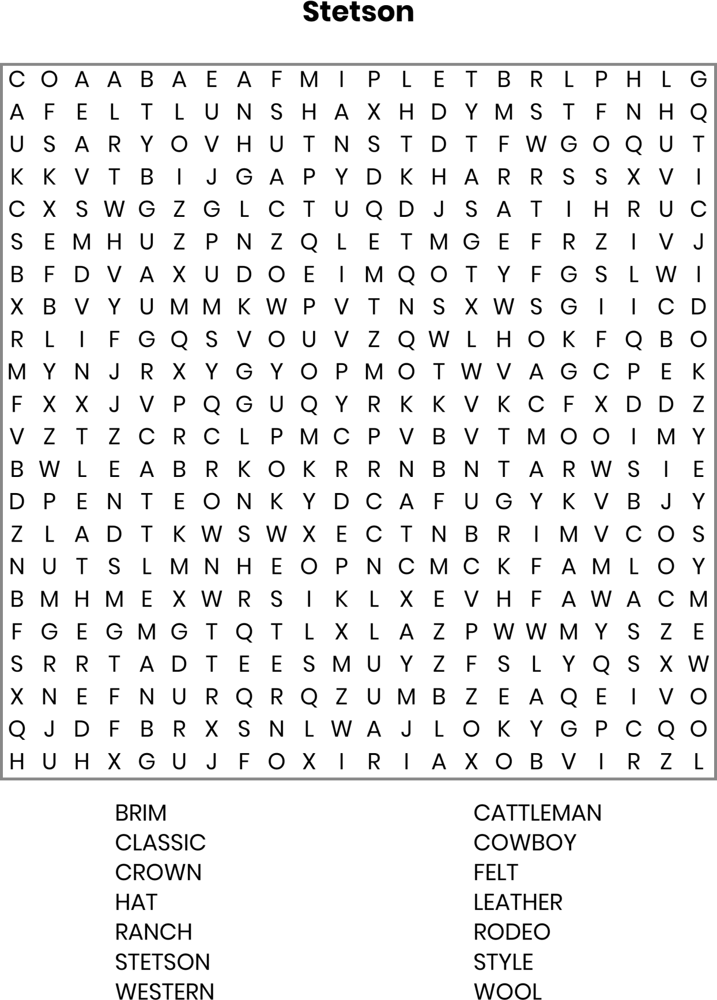 Stetson
C O A A B A E A F M I P L E T B R L P H L G
A F E L T L U N S H A X H D Y M S T F N H Q
U S A R Y O V H U T N S T D T F W G O Q U T
K K V T B I J G A P Y D K H A R R S S X V I
C X S W G Z G L C T U Q D J S A T I H R U C
S E M H U Z P N Z Q L E T M G E F R Z I V J
B F D V A X U D O E I M Q O T Y F G S L W I
X B V Y U M M K W P V T N S X W S G I I C D
R L I F G Q S V O U V Z Q W L H O K F Q B O
M Y N J R X Y G Y O P M O T W V A G C P E K
F X X J V P Q G U Q Y R K K V K C F X D D Z
V Z T Z C R C L P M C P V B V T M O O I M Y
B W L E A B R K O K R R N B N T A R W S I E
D P E N T E O N K Y D C A F U G Y K V B J Y
Z L A D T K W S W X E C T N B R I M V C O S
N U T S L M N H E O P N C M C K F A M L O Y
B M H M E X W R S I K L X E V H F A W A C M
F G E G M G T Q T L X L A Z P W W M Y S Z E
S R R T A D T E E S M U Y Z F S L Y Q S X W
X N E F N U R Q R Q Z U M B Z E A Q E I V O
Q J D F B R X S N L W A J L O K Y G P C Q O
H U H X G U J F O X I R I A X O B V I R Z L
BRIM CATTLEMAN
CLASSIC COWBOY
CROWN FELT
HAT LEATHER
RANCH RODEO
STETSON STYLE
WESTERN WOOL